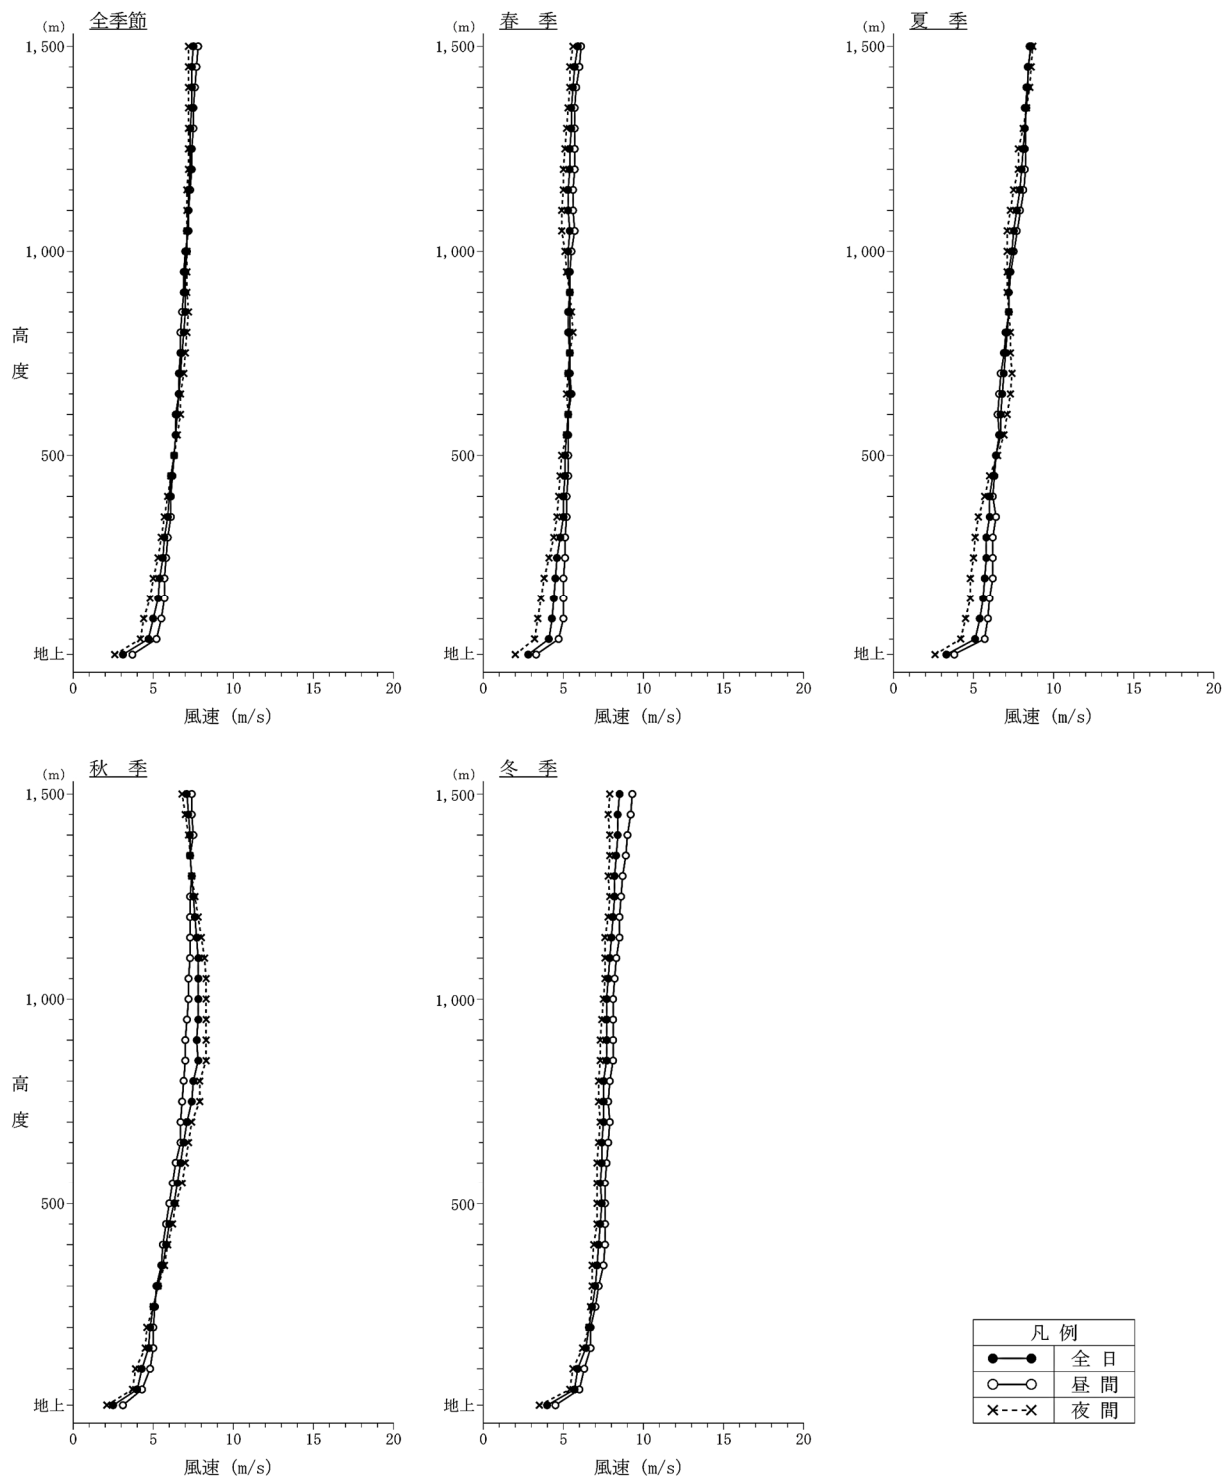 全季節
(m)
1,500
1,000
500
地上
高度
0 5 10 15 20
風速 (m/s)
春　季
(m)
1,500
1,000
500
地上
0 5 10 15 20
風速 (m/s)
夏　季
(m)
1,500
1,000
500
地上
0 5 10 15 20
風速 (m/s)
秋　季
(m)
1,500
1,000
500
地上
高度
0 5 10 15 20
風速 (m/s)
冬　季
(m)
1,500
1,000
500
地上
0 5 10 15 20
風速 (m/s)
凡 例
全 日
昼 間
夜 間